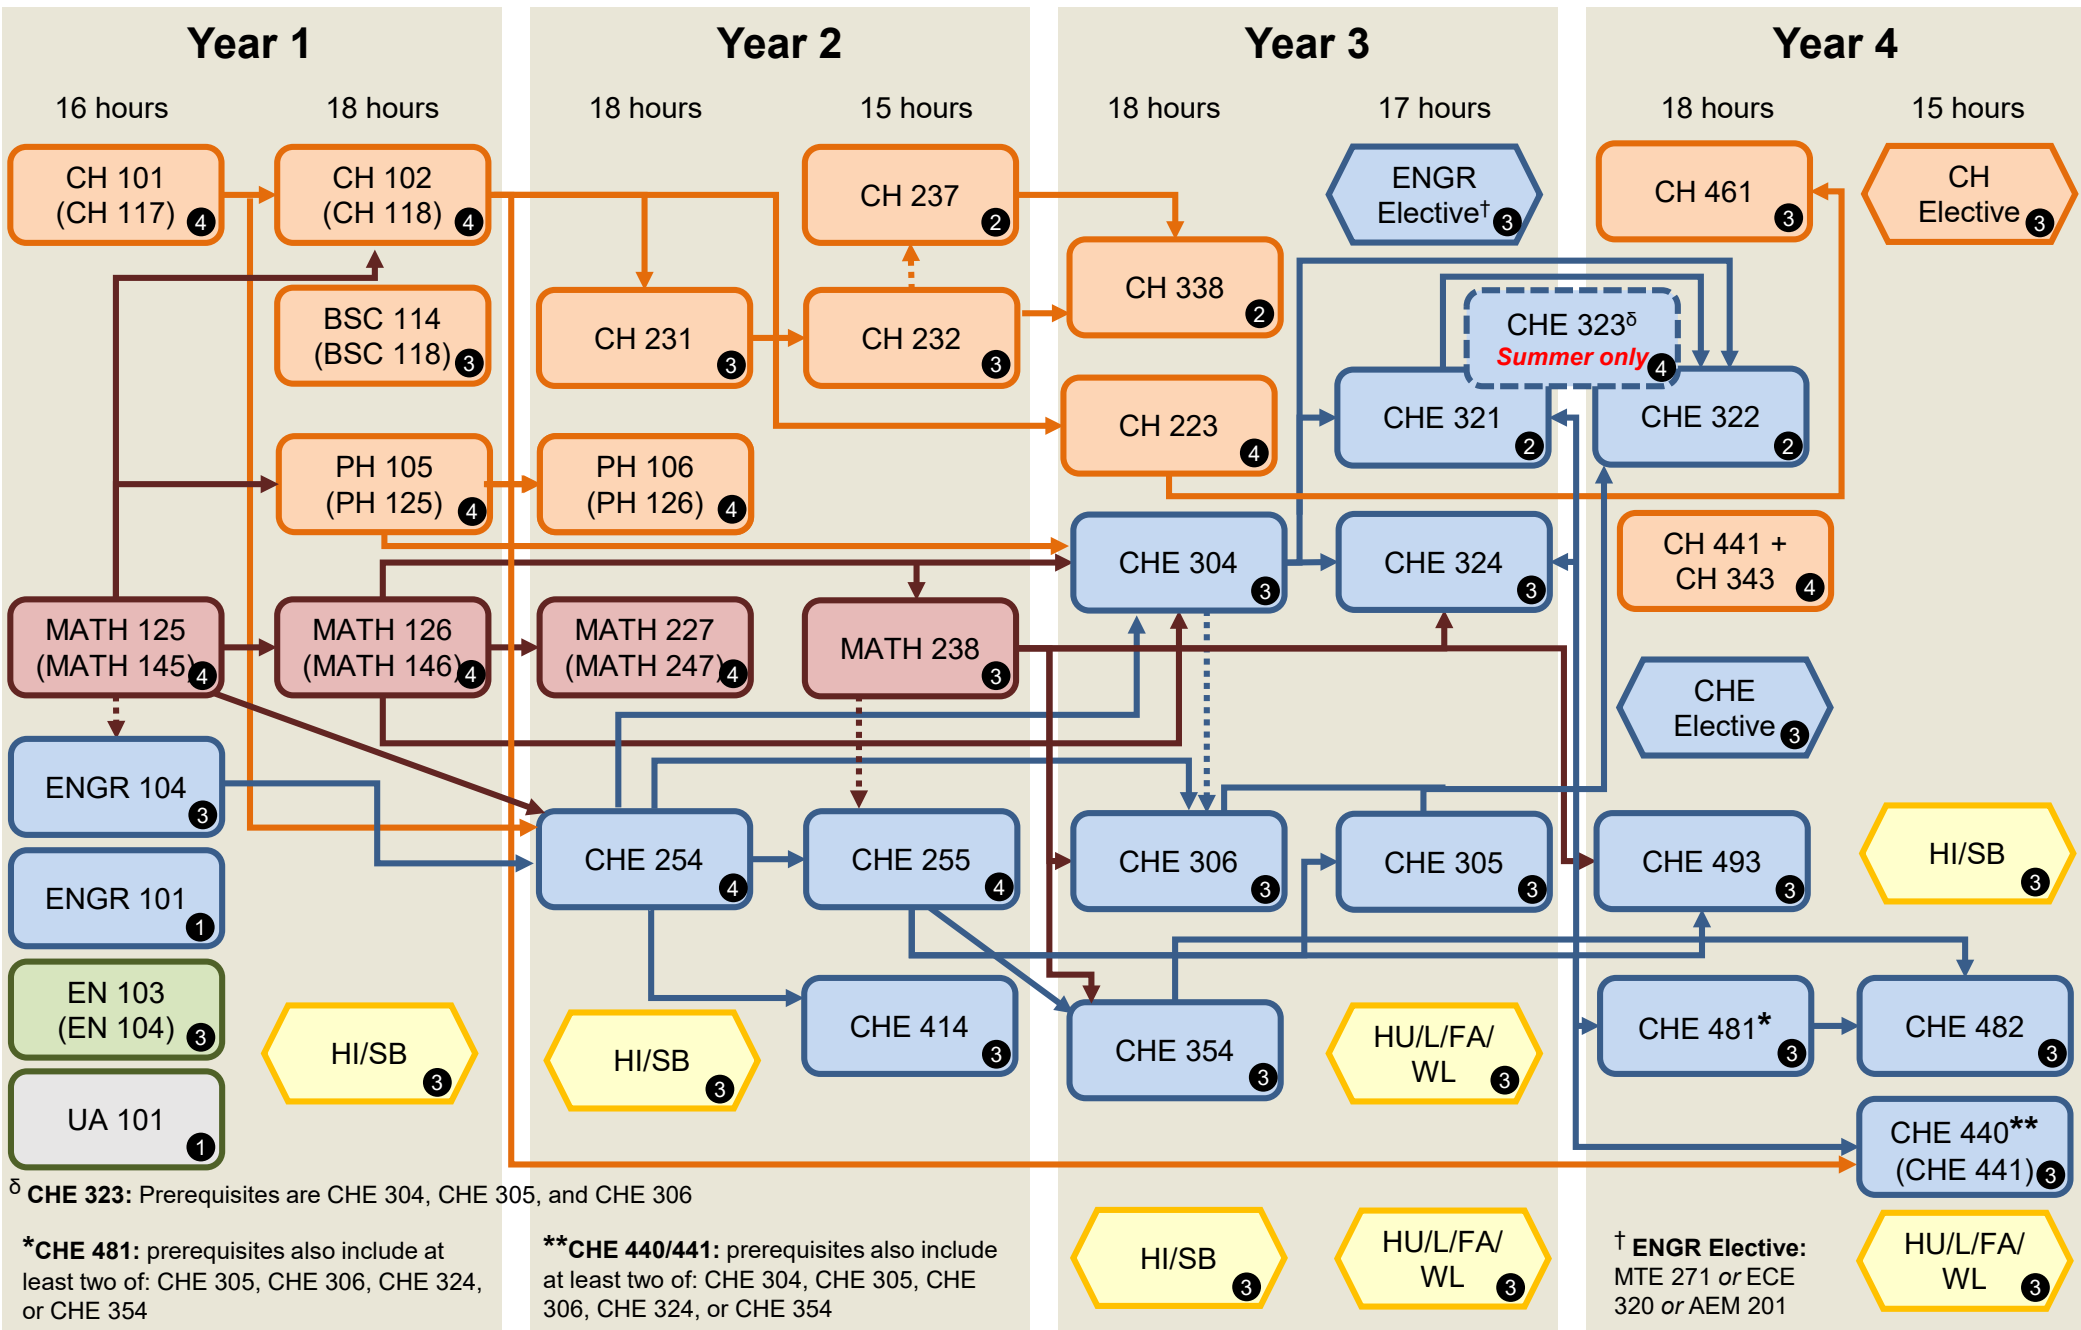 Year 1
Year 2
Year 3
Year 4
16 hours
18 hours
18 hours
15 hours
18 hours
17 hours
18 hours
15 hours
CH 101
(CH 117)
4
CH 102
(CH 118)
4
CH 237
2
ENGR
Elective†
3
CH 461
3
CH
Elective
3
BSC 114
(BSC 118)
3
CH 231
3
CH 232
3
CH 338
2
CHE 323δ
Summer only
4
CH 223
4
CHE 321
2
CHE 322
2
PH 105
(PH 125)
4
PH 106
(PH 126)
4
CHE 304
3
CHE 324
3
CH 441 +
CH 343
4
MATH 125
(MATH 145)
4
MATH 126
(MATH 146)
4
MATH 227
(MATH 247)
4
MATH 238
3
CHE
Elective
3
ENGR 104
3
CHE 254
4
CHE 255
4
CHE 306
3
CHE 305
3
CHE 493
3
HI/SB
3
ENGR 101
1
EN 103
(EN 104)
3
HI/SB
3
HI/SB
3
CHE 414
3
CHE 354
3
HU/L/FA/
WL
3
CHE 481*
3
CHE 482
3
UA 101
1
CHE 440**
(CHE 441)
3
δ CHE 323: Prerequisites are CHE 304, CHE 305, and CHE 306
*CHE 481: prerequisites also include at
least two of: CHE 305, CHE 306, CHE 324,
or CHE 354
**CHE 440/441: prerequisites also include
at least two of: CHE 304, CHE 305, CHE
306, CHE 324, or CHE 354
HI/SB
3
HU/L/FA/
WL
3
† ENGR Elective:
MTE 271 or ECE
320 or AEM 201
HU/L/FA/
WL
3